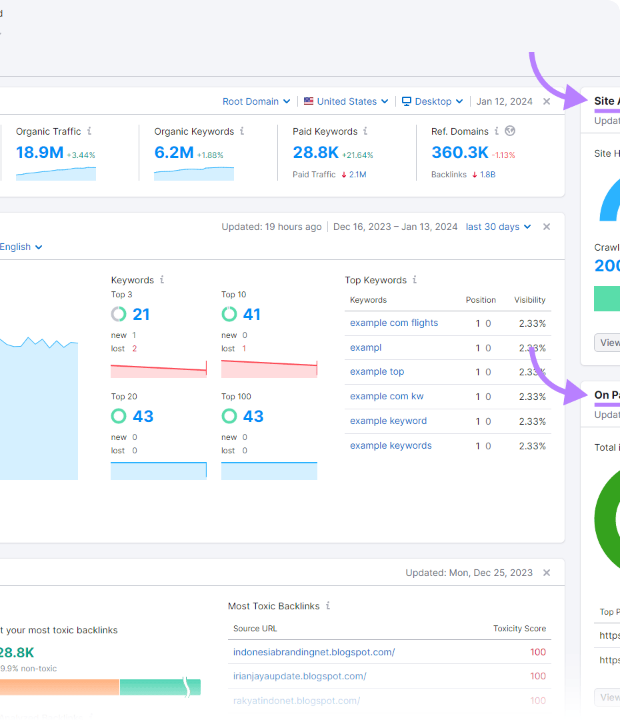 d
Root Domain United States Desktop Jan 12, 2024
Organic Traffic i
18.9M +3.44%
Organic Keywords i
6.2M +1.88%
Paid Keywords i
28.8K +21.64%
Paid Traffic 2.1M
Ref. Domains i
360.3K -1.13%
Backlinks 1.8B
Site A
Updat
Site H
Crawl
200
View
Updated: 19 hours ago Dec 16, 2023 – Jan 13, 2024 last 30 days
English
Keywords i
Top 3
21
new 1
lost 2
Top 10
41
new 0
lost 1
Top 20
43
new 0
lost 0
Top 100
43
new 0
lost 0
Top Keywords i
Keywords Position Visibility
example com flights 1 0 2.33%
exampl 1 0 2.33%
example top 1 0 2.33%
example com kw 1 0 2.33%
example keyword 1 0 2.33%
example keywords 1 0 2.33%
On Pa
Updat
Total i
Top P
https
https
View
Updated: Mon, Dec 25, 2023
t your most toxic backlinks
28.8K
9.9% non-toxic
Most Toxic Backlinks i
Source URL Toxicity Score
indonesiabrandingnet.blogspot.com/ 100
irianjayaupdate.blogspot.com/ 100
rakyatindonet.blogspot.com/ 100